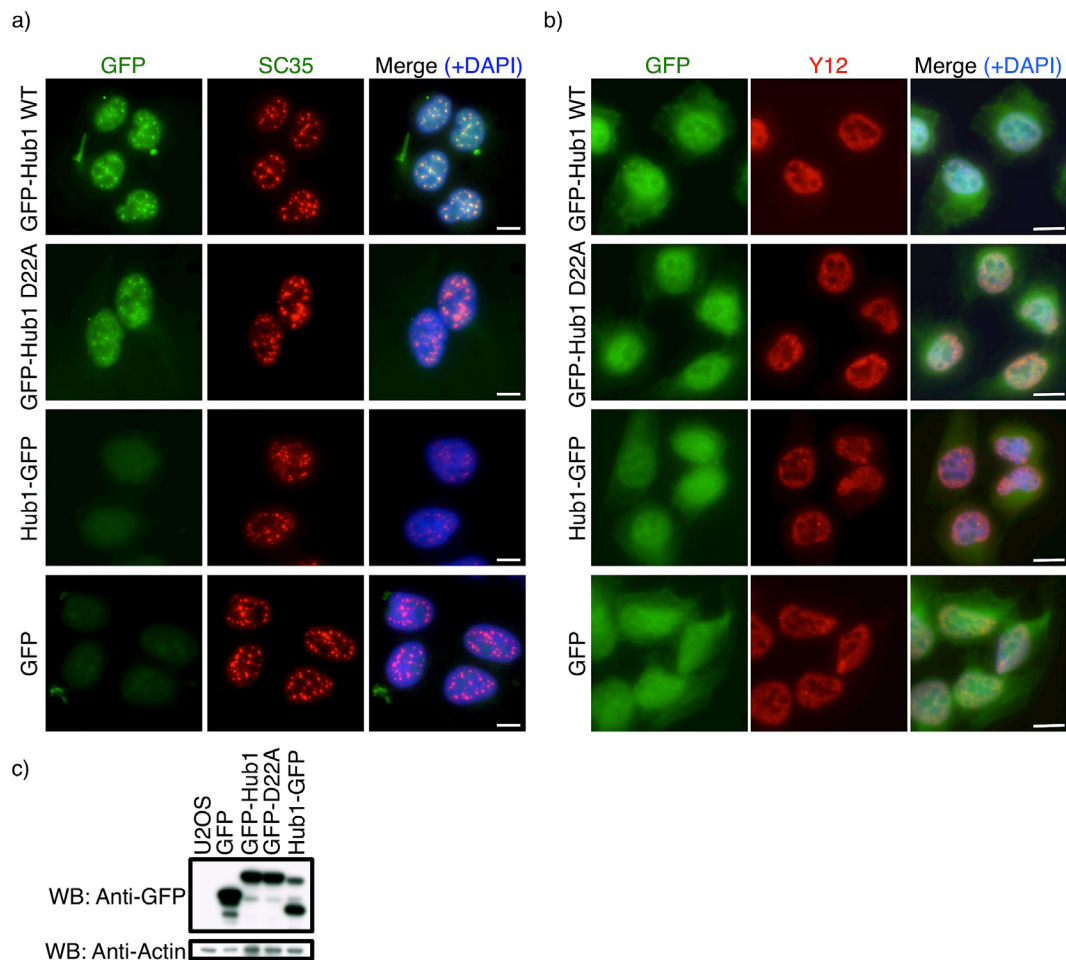 a)
GFP
SC35
Merge (+DAPI)
GFP-Hub1 WT
GFP-Hub1 D22A
Hub1-GFP
GFP
b)
GFP
Y12
Merge (+DAPI)
GFP-Hub1 WT
GFP-Hub1 D22A
Hub1-GFP
GFP
c)
U2OS
GFP
GFP-Hub1
GFP-D22A
Hub1-GFP
WB: Anti-GFP
WB: Anti-Actin